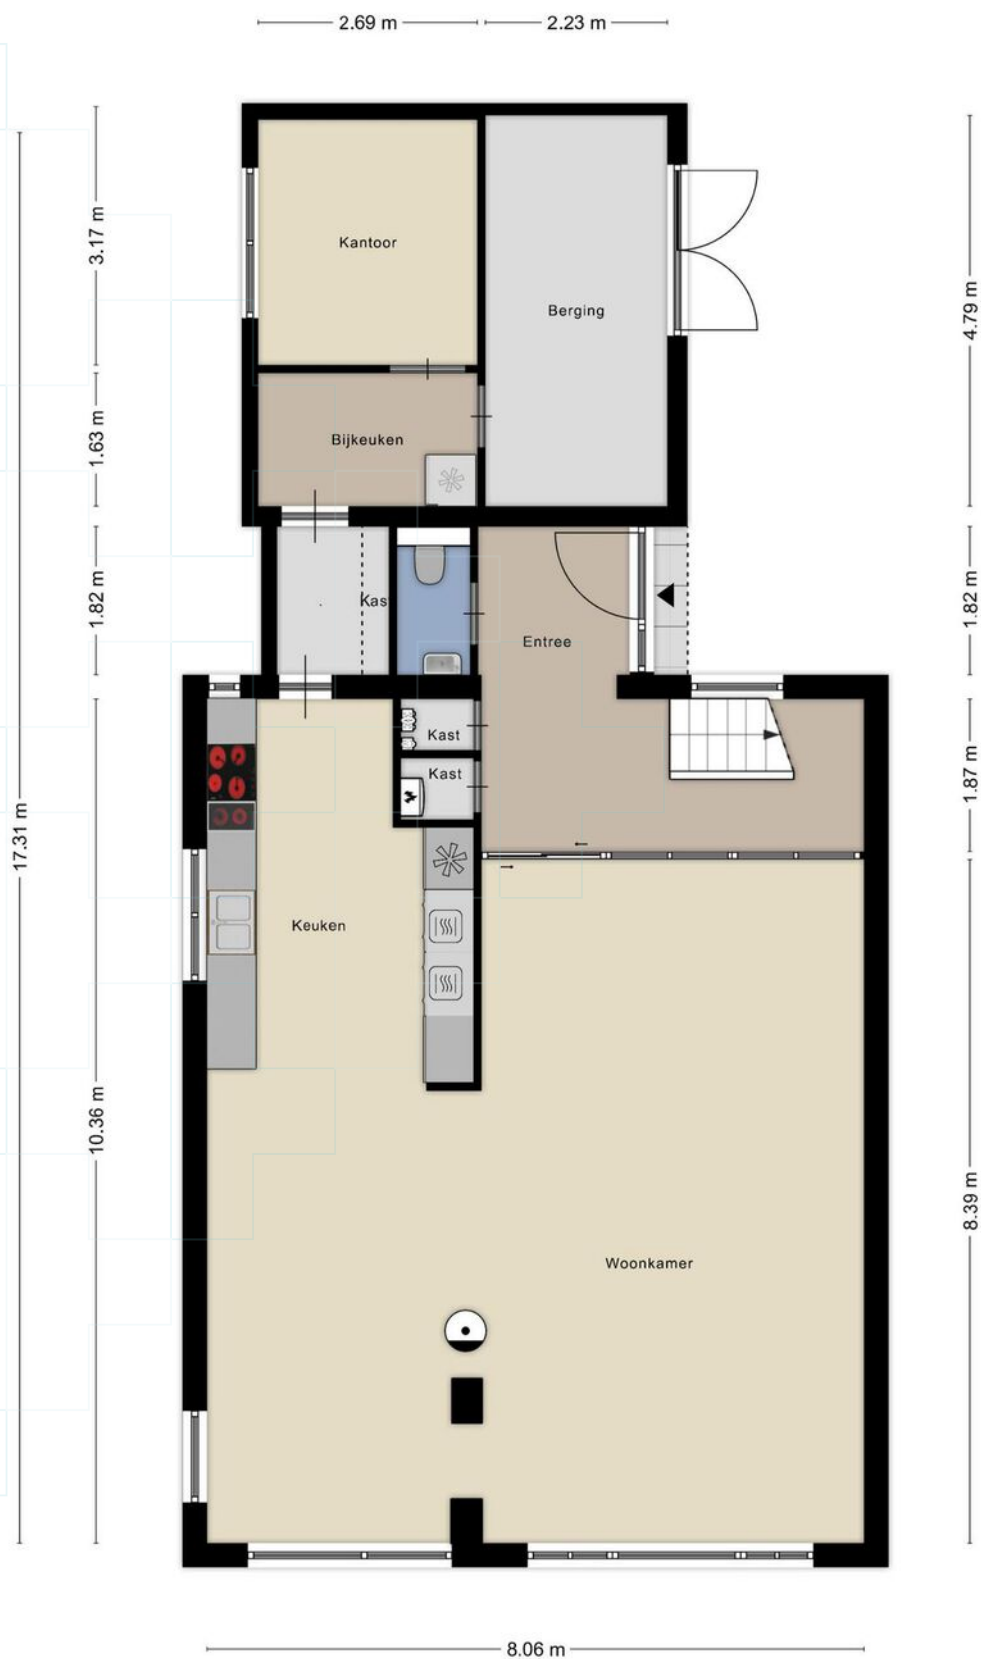 2.69 m
2.23 m
3.17 m
Kantoor
Berging
4.79 m
1.63 m
Bijkeuken
1.82 m
Kas
Entree
1.82 m
Kast
Kast
1.87 m
17.31 m
Keuken
10.36 m
8.39 m
Woonkamer
8.06 m